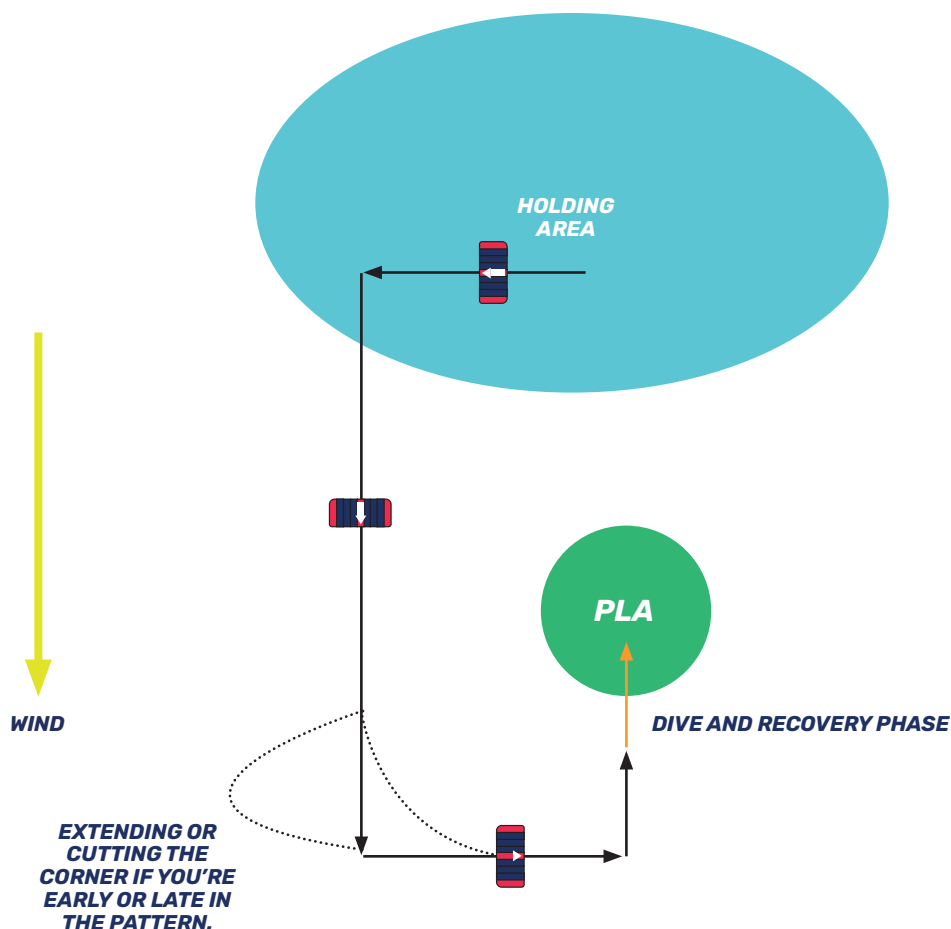 HOLDING
AREA
PLA
WIND
DIVE AND RECOVERY PHASE
EXTENDING OR
CUTTING THE
CORNER IF YOU’RE
EARLY OR LATE IN
THE PATTERN.